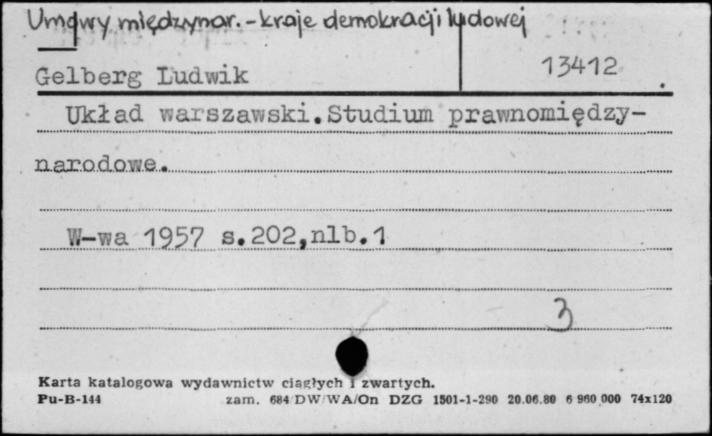 Umowy międzynar. - kraje demokracji ludowej
Gelberg Ludwik 13412
Układ warszawski. Studium prawnomiędzy-
narodowe.
W-wa 1957 s.202,nlb.1
3
Karta katalogowa wydawnictw ciągłych i zwartych.
Pu-B-144 zam. 684/DW/WA/On DZG 1501-1-290 20.06.80 6 960 000 74x120